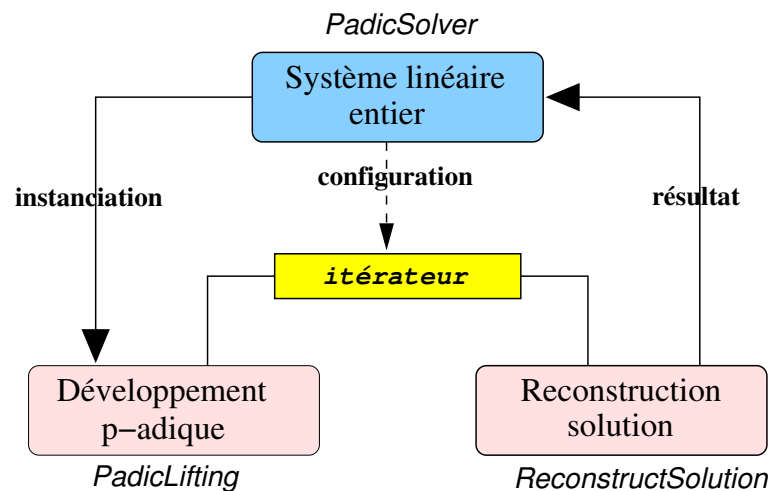 PadicSolver
Système linéaire
entier
instanciation
configuration
résultat
itérateur
Développement
p−adique
Reconstruction
solution
PadicLifting
ReconstructSolution